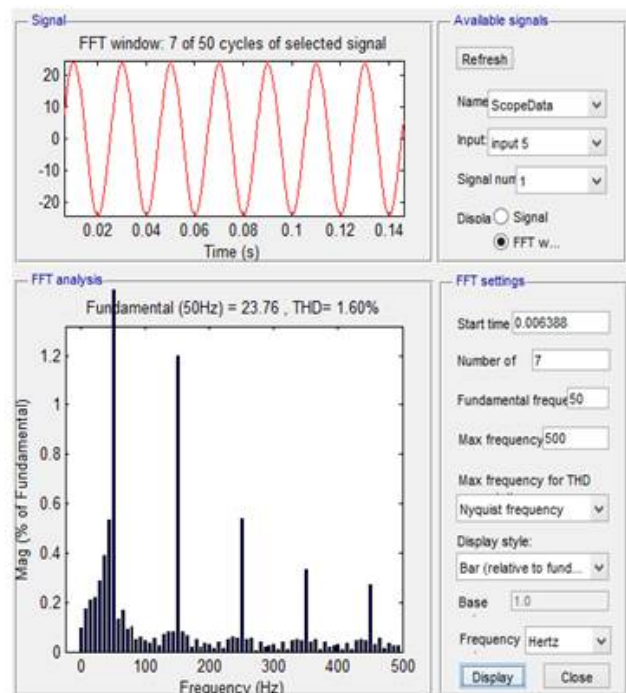 Signal
FFT window: 7 of 50 cycles of selected signal
20
10
0
-10
-20
0.02 0.04 0.06 0.08 0.1 0.12 0.14
Time (s)
Available signals
Refresh
Name ScopeData
Input: input 5
Signal num 1
Displa Signal
FFT w...
FFT analysis
Fundamental (50Hz) = 23.76 , THD= 1.60%
1.2
1
0.8
0.6
0.4
0.2
0
Mag (% of Fundamental)
0 100 200 300 400 500
Frequency (Hz)
FFT settings
Start time 0.006388
Number of 7
Fundamental freque 50
Max frequency 500
Max frequency for THD
Nyquist frequency
Display style:
Bar (relative to fund...
Base 1.0
Frequency Hertz
Display Close